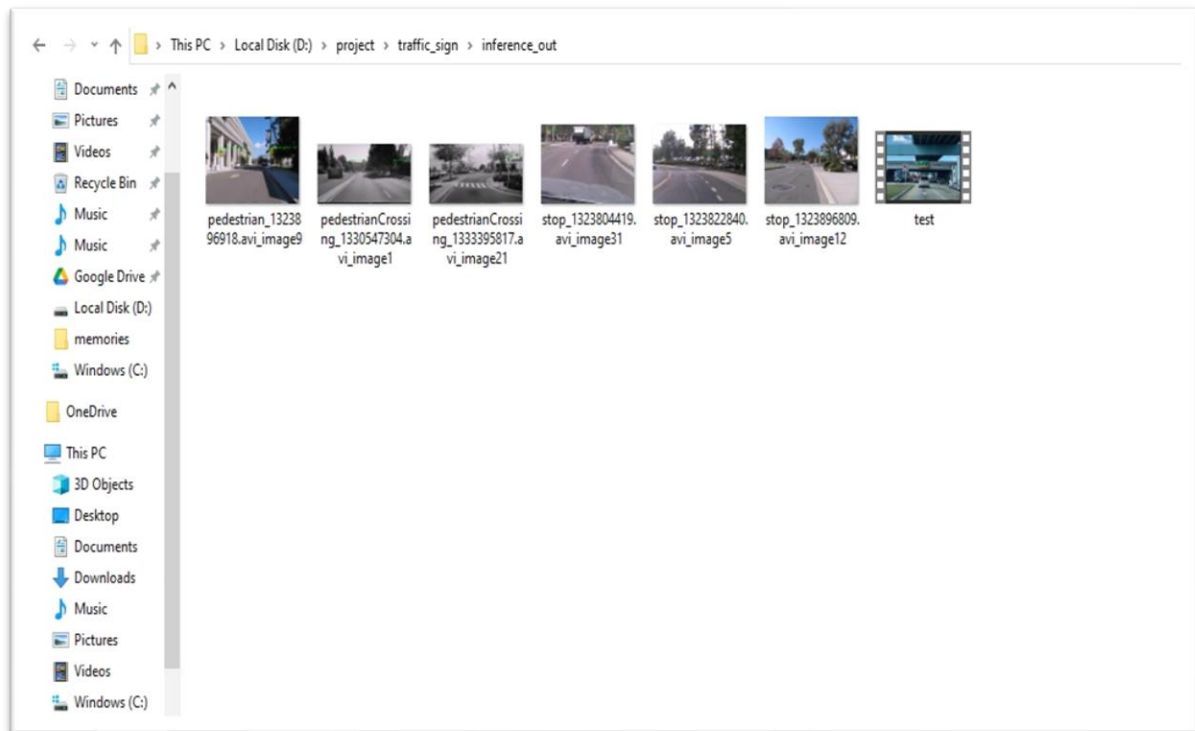 This PC > Local Disk (D:) > project > traffic_sign > inference_out
Documents
Pictures
Videos
Recycle Bin
Music
Music
Google Drive
Local Disk (D:)
memories
Windows (C:)
OneDrive
This PC
3D Objects
Desktop
Documents
Downloads
Music
Pictures
Videos
Windows (C:)
pedestrian_13238
96918.avi_image9
pedestrianCrossi
ng_1330547304.a
vi_image1
pedestrianCrossi
ng_1333395817.a
vi_image21
stop_1323804419.
avi_image31
stop_1323822840.
avi_image5
stop_1323896809.
avi_image12
test